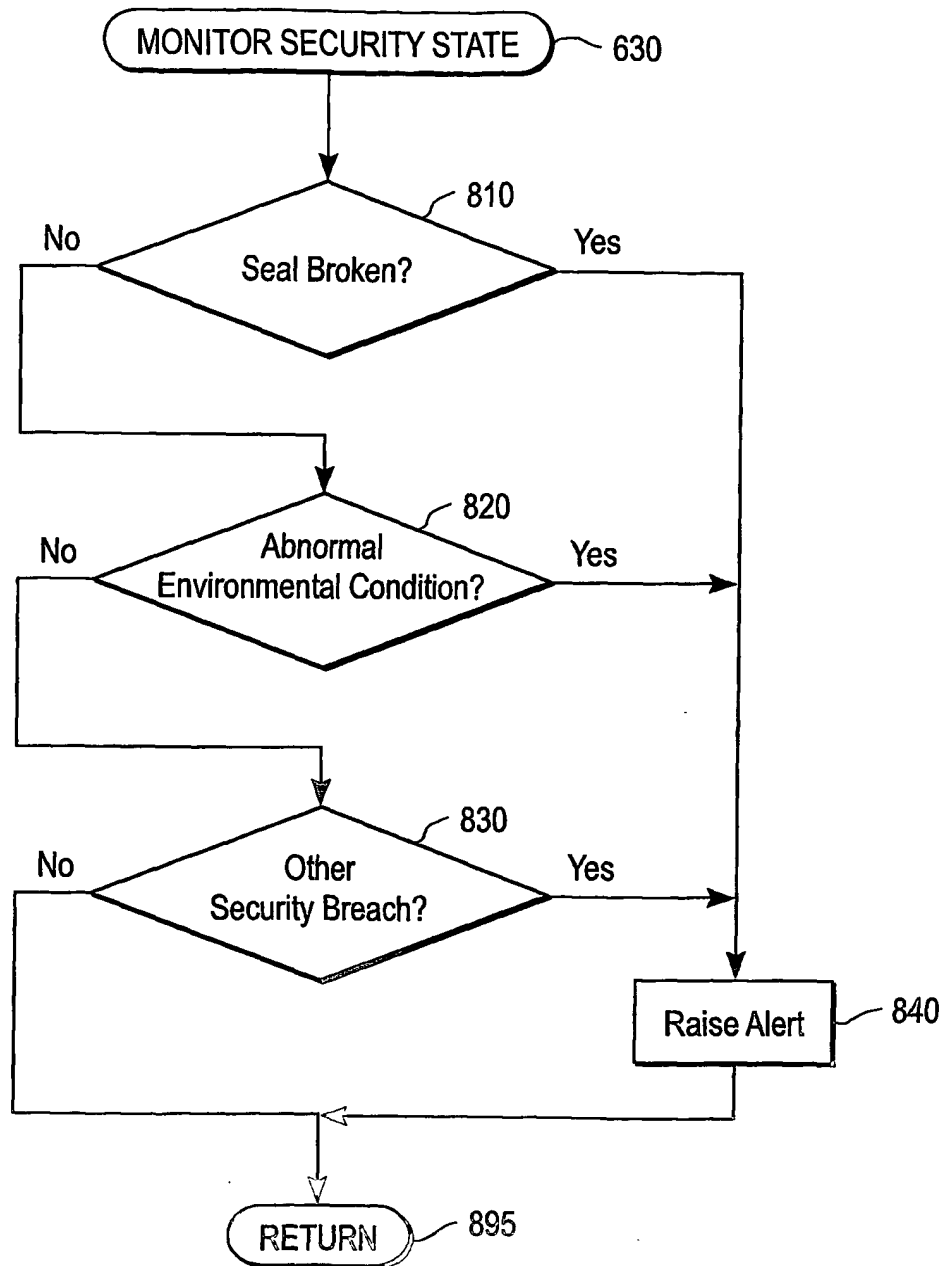 MONITOR SECURITY STATE
630
810
No
Yes
Seal Broken?
820
No
Yes
Abnormal
Environmental Condition?
830
No
Yes
Other
Security Breach?
Raise Alert
840
RETURN
895